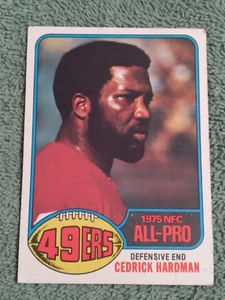 1975 NFC
ALL-PRO
49ERS
DEFENSIVE END
CEDRICK HARDMAN